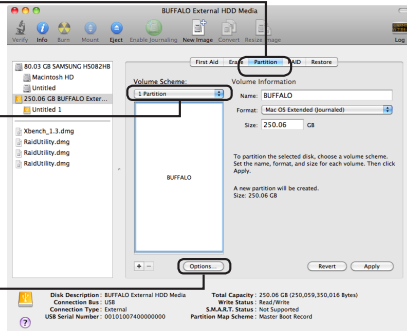 BUFFALO External HDD Media
Verify Info Burn Mount Eject Enable Journaling New Image Convert Resize Image Log
80.03 GB SAMSUNG HS082HB
Macintosh HD
Untitled
250.06 GB BUFFALO Exter...
Untitled 1
Xbench_1.3.dmg
RaidUtility.dmg
RaidUtility.dmg
RaidUtility.dmg
First Aid Erase Partition RAID Restore
Volume Scheme:
1 Partition
BUFFALO
+ -
Options...
Volume Information
Name: BUFFALO
Format: Mac OS Extended (Journaled)
Size: 250.06 GB
To partition the selected disk, choose a volume scheme.
Set the name, format, and size for each volume. Then click
Apply.
A new partition will be created.
Size: 250.06 GB
Revert Apply
Disk Description : BUFFALO External HDD Media
Connection Bus : USB
Connection Type : External
USB Serial Number : 00101007400000000
Total Capacity : 250.06 GB (250,059,350,016 Bytes)
Write Status : Read/Write
S.M.A.R.T. Status : Not Supported
Partition Map Scheme : Master Boot Record
?